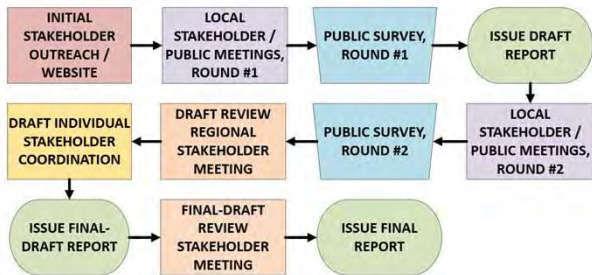 INITIAL
STAKEHOLDER
OUTREACH /
WEBSITE
LOCAL
STAKEHOLDER /
PUBLIC MEETINGS,
ROUND #1
PUBLIC SURVEY,
ROUND #1
ISSUE DRAFT
REPORT
LOCAL
STAKEHOLDER /
PUBLIC MEETINGS,
ROUND #2
PUBLIC SURVEY,
ROUND #2
DRAFT REVIEW
REGIONAL
STAKEHOLDER
MEETING
DRAFT INDIVIDUAL
STAKEHOLDER
COORDINATION
ISSUE FINAL-
DRAFT REPORT
FINAL-DRAFT
REVIEW
STAKEHOLDER
MEETING
ISSUE FINAL
REPORT